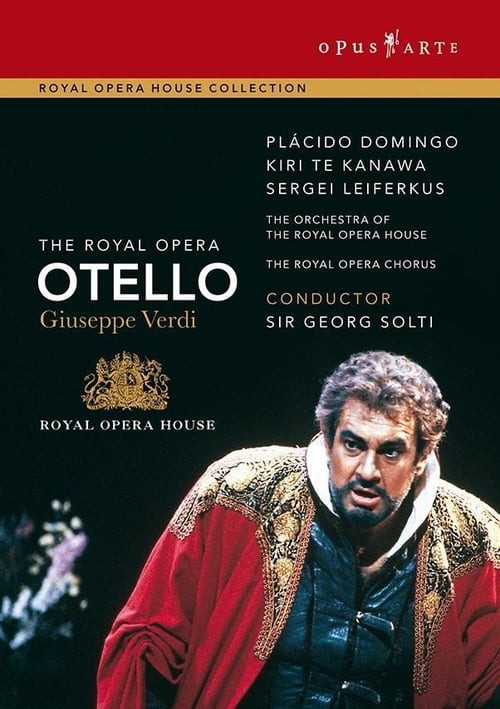 OPUS ARTE
ROYAL OPERA HOUSE COLLECTION
PLÁCIDO DOMINGO
KIRI TE KANAWA
SERGEI LEIFERKUS
THE ORCHESTRA OF
THE ROYAL OPERA HOUSE
THE ROYAL OPERA CHORUS
CONDUCTOR
SIR GEORG SOLTI
THE ROYAL OPERA
OTELLO
Giuseppe Verdi
ROYAL OPERA HOUSE